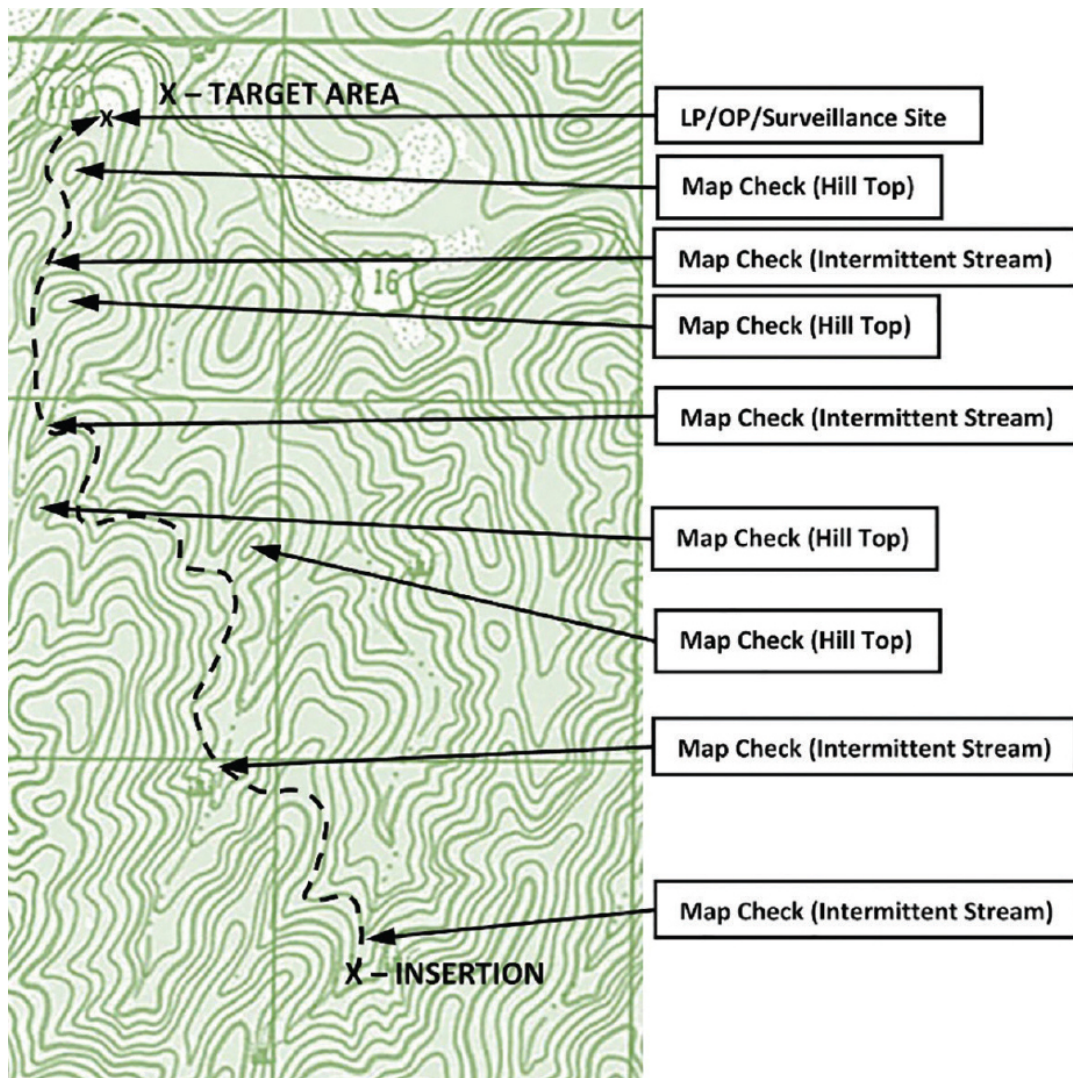 110
X – TARGET AREA
X
LP/OP/Surveillance Site
Map Check (Hill Top)
Map Check (Intermittent Stream)
16
Map Check (Hill Top)
Map Check (Intermittent Stream)
Map Check (Hill Top)
Map Check (Hill Top)
Map Check (Intermittent Stream)
Map Check (Intermittent Stream)
X – INSERTION